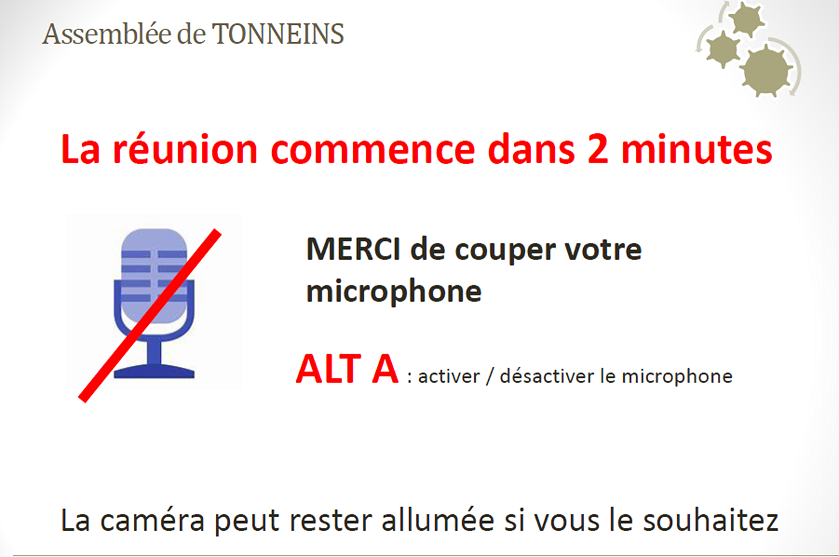 Assemblée de TONNEINS
La réunion commence dans 2 minutes
MERCI de couper votre
microphone
ALT A : activer / désactiver le microphone
La caméra peut rester allumée si vous le souhaitez